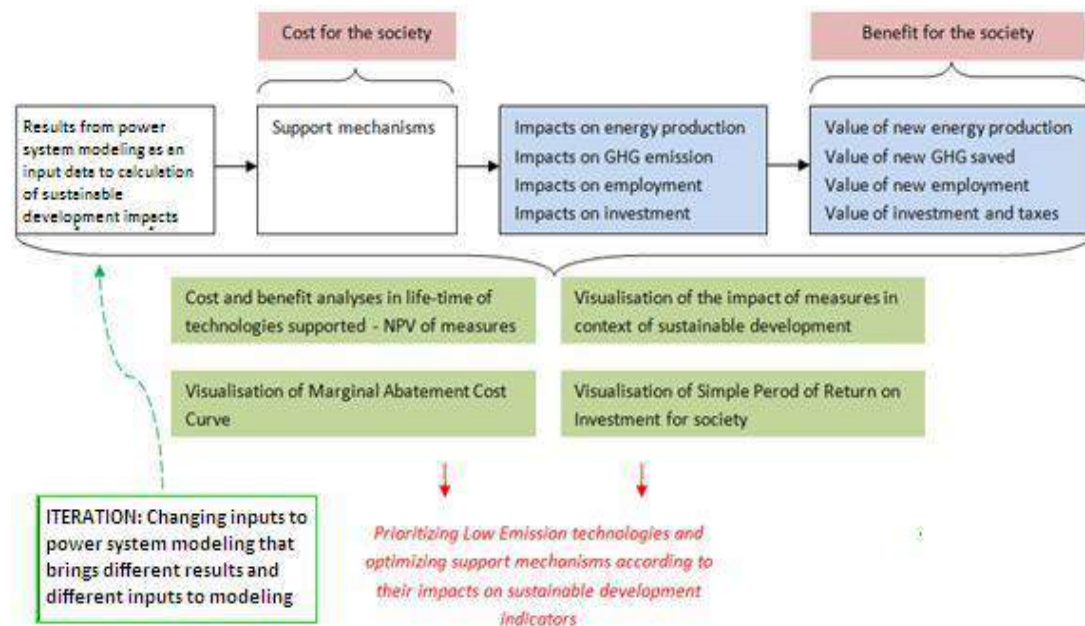 Cost for the society
Benefit for the society
Results from power
system modeling as an
input data to calculation
of sustainable
development impacts
Support mechanisms
Impacts on energy production
Impacts on GHG emission
Impacts on employment
Impacts on investment
Value of new energy production
Value of new GHG saved
Value of new employment
Value of investment and taxes
Cost and benefit analyses in life-time of
technologies supported - NPV of measures
Visualisation of the impact of measures in
context of sustainable development
Visualisation of Marginal Abatement Cost
Curve
Visualisation of Simple Perod of Return on
Investment for society
ITERATION: Changing inputs to
power system modeling that
brings different results and
different inputs to modeling
Prioritizing Low Emission technologies and
optimizing support mechanisms according to
their impacts on sustainable development
indicators